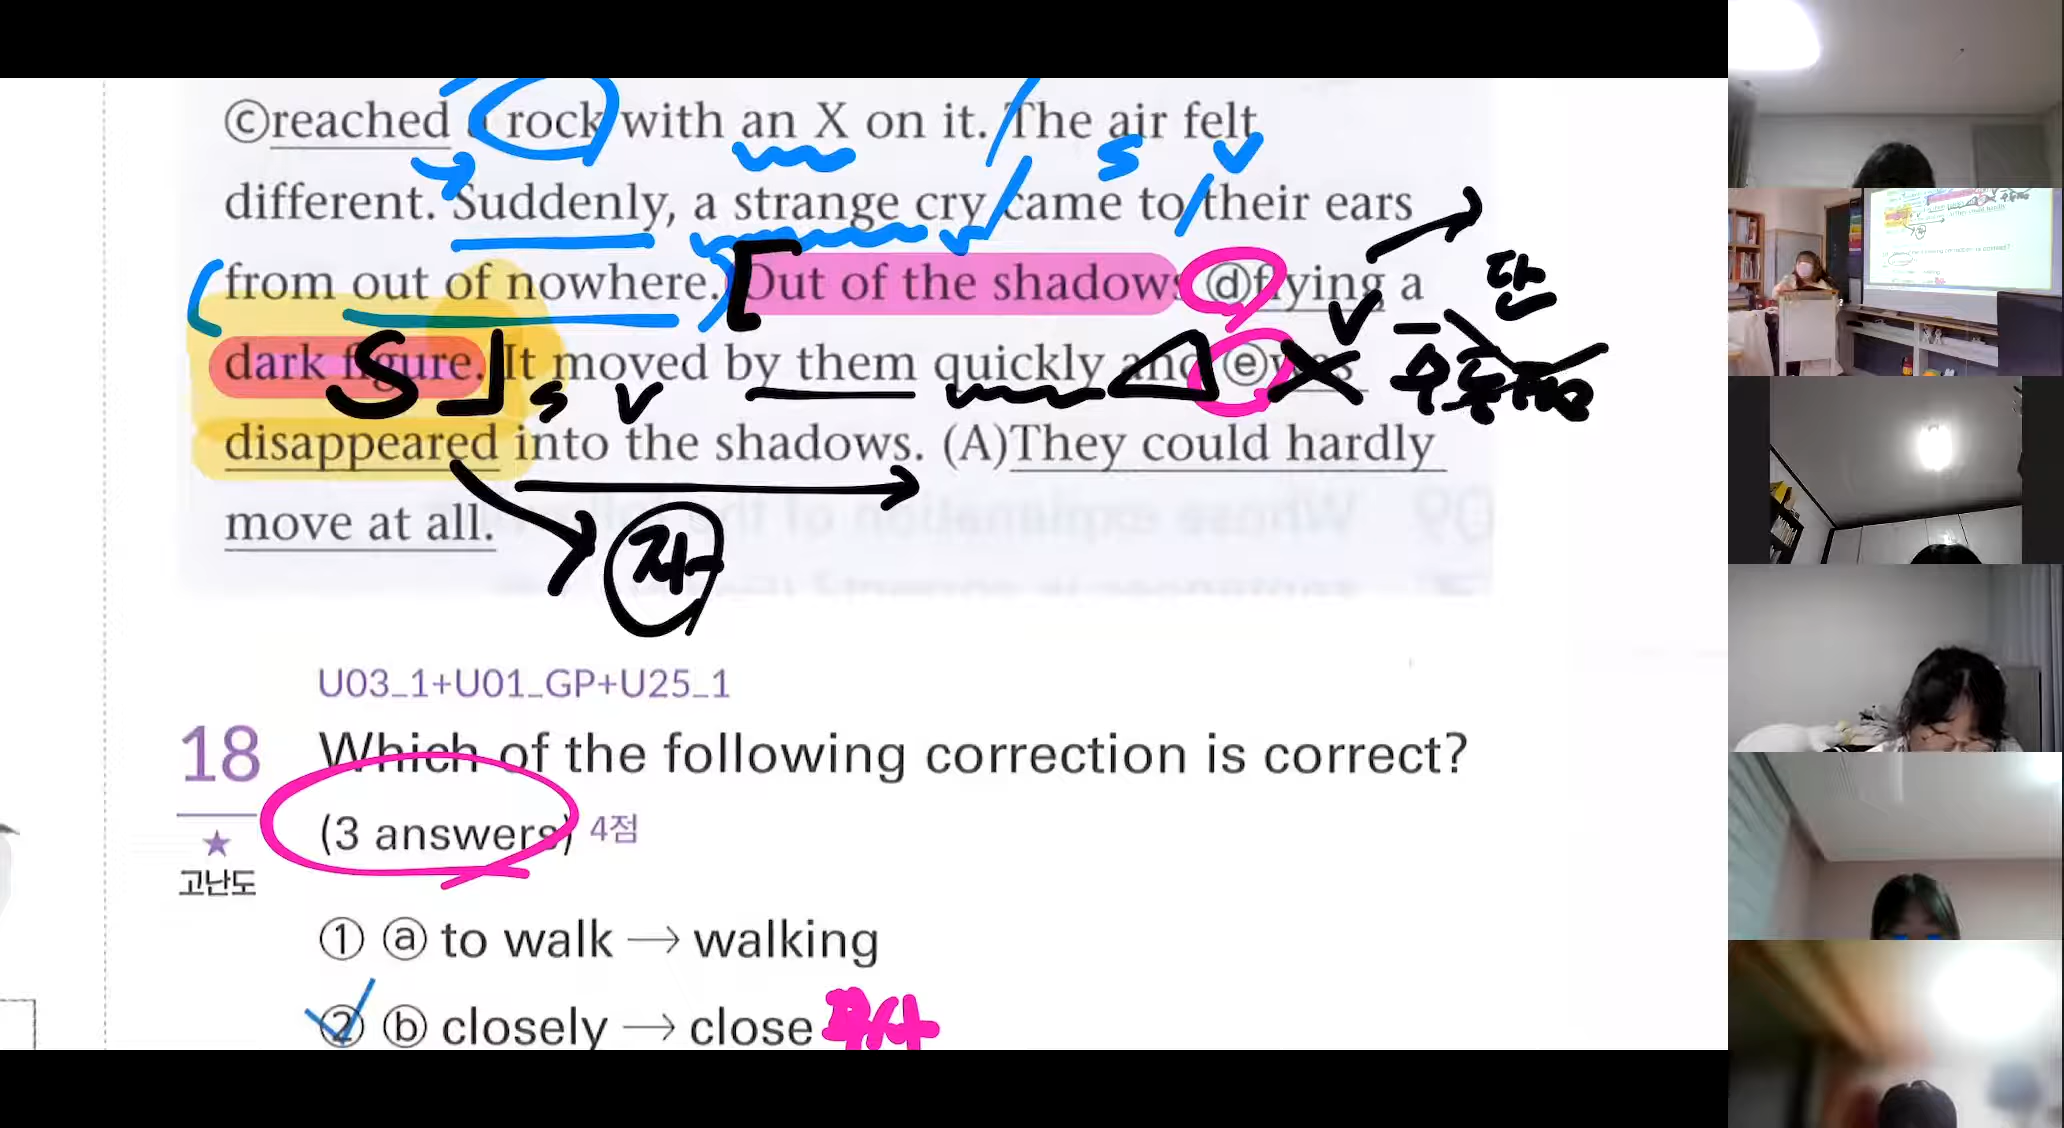 ⓒreached a rock with an X on it. The air felt
S V
different. Suddenly, a strange cry came to their ears
from out of nowhere. Out of the shadows ⓓflying a
단
dark figure. It moved by them quickly and ⓔwas
S S V
disappeared into the shadows. (A)They could hardly
move at all.
자
U03_1+U01_GP+U25_1
18 Which of the following correction is correct?
(3 answers) 4점
고난도
① ⓐ to walk → walking
② ⓑ closely → close 부사